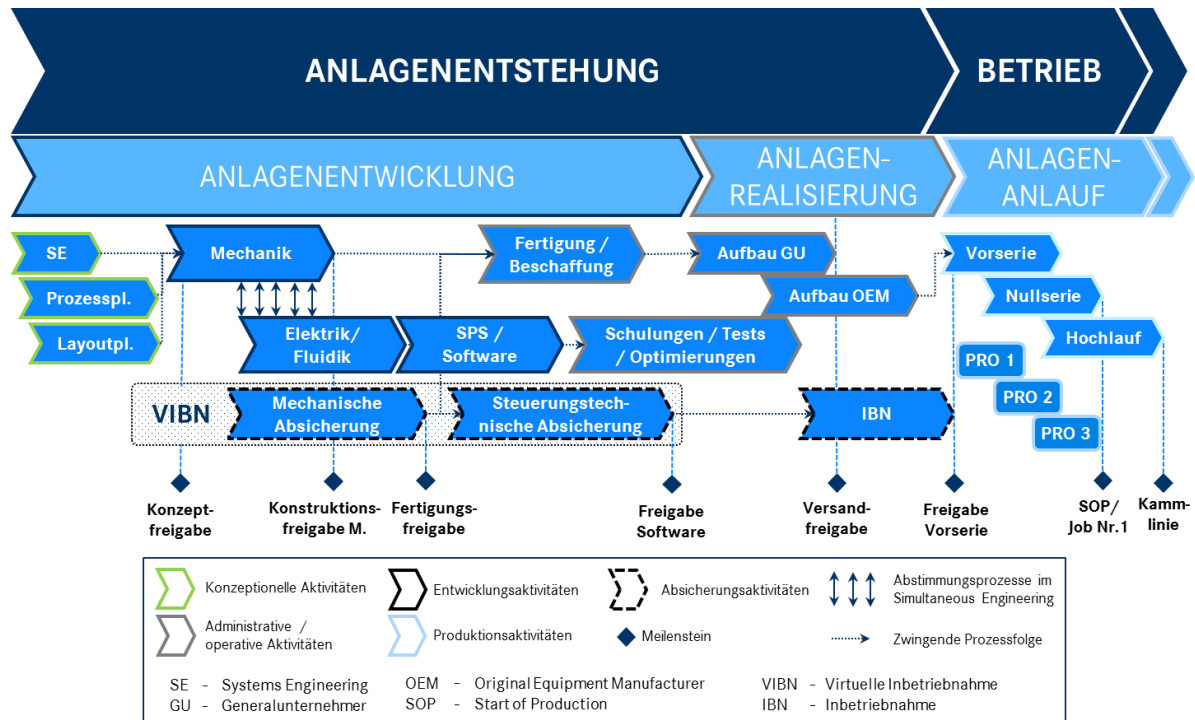 ANLAGENENTSTEHUNG
BETRIEB
ANLAGENENTWICKLUNG
ANLAGEN-
REALISIERUNG
ANLAGEN-
ANLAUF
SE
Mechanik
Fertigung /
Beschaffung
Aufbau GU
Vorserie
Prozesspl.
Aufbau OEM
Nullserie
Layoutpl.
Elektrik/
Fluidik
SPS /
Software
Schulungen / Tests
/ Optimierungen
Hochlauf
PRO 1
PRO 2
PRO 3
VIBN
Mechanische
Absicherung
Steuerungstech-
nische Absicherung
IBN
Konzept-
freigabe
Konstruktions-
freigabe M.
Fertigungs-
freigabe
Freigabe
Software
Versand-
freigabe
Freigabe
Vorserie
SOP/
Job Nr.1
Kamm-
linie
Konzeptionelle Aktivitäten
Entwicklungsaktivitäten
Absicherungsaktivitäten
Abstimmungsprozesse im
Simultaneous Engineering
Administrative /
operative Aktivitäten
Produktionsaktivitäten
Meilenstein
Zwingende Prozessfolge
SE - Systems Engineering
GU - Generalunternehmer
OEM - Original Equipment Manufacturer
SOP - Start of Production
VIBN - Virtuelle Inbetriebnahme
IBN - Inbetriebnahme